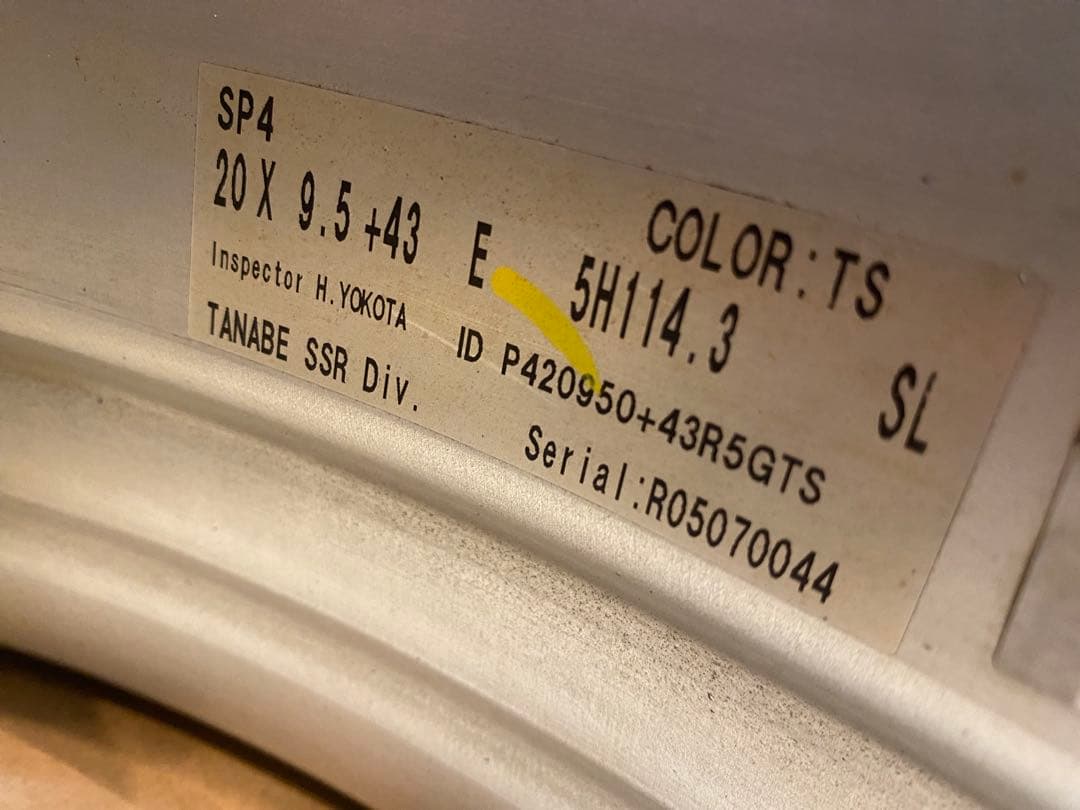 SP4
COLOR:TS
20 X 9.5 +43 E 5H114.3 SL
Inspector H.YOKOTA ID P420950+43R5GTS
TANABE SSR Div. Serial:R05070044